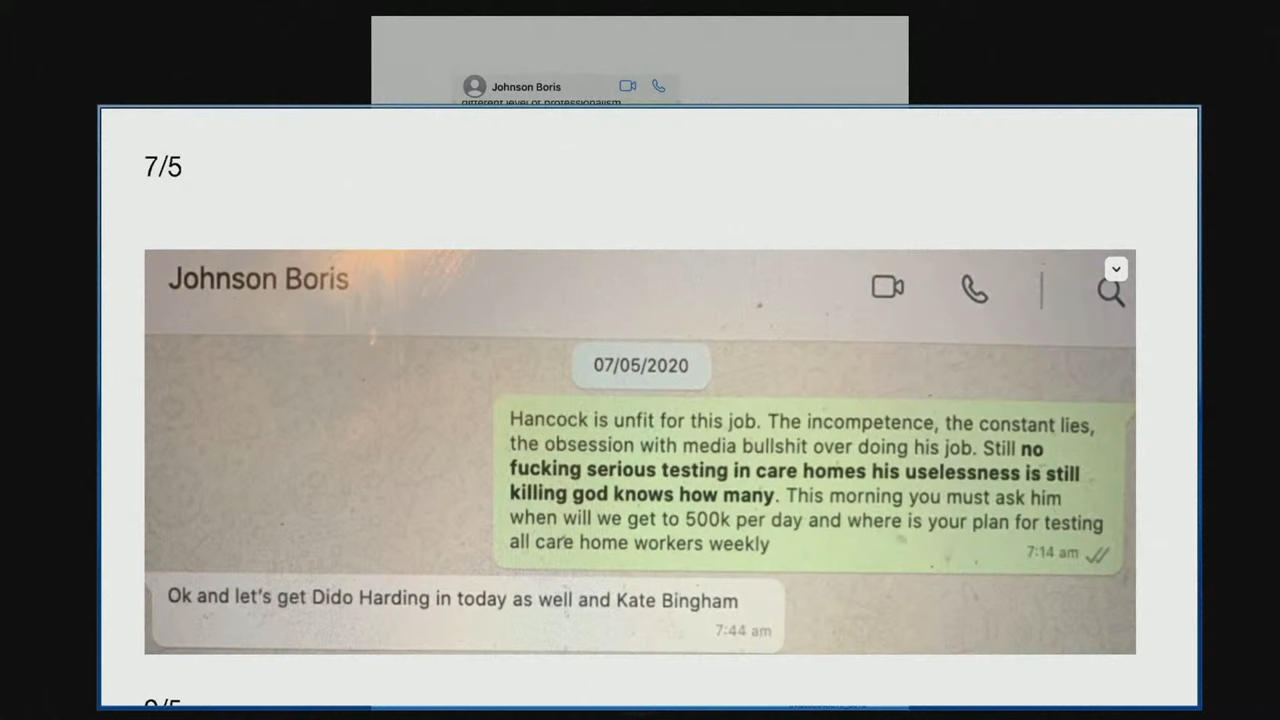 Johnson Boris
different level of professionalism
7/5
Johnson Boris
07/05/2020
Hancock is unfit for this job. The incompetence, the constant lies,
the obsession with media bullshit over doing his job. Still no
fucking serious testing in care homes his uselessness is still
killing god knows how many. This morning you must ask him
when will we get to 500k per day and where is your plan for testing
all care home workers weekly
7:14 am
Ok and let's get Dido Harding in today as well and Kate Bingham
7:44 am